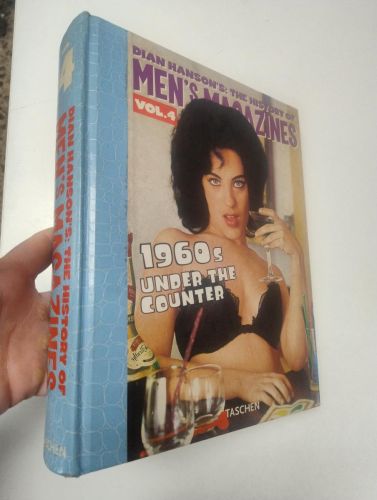 DIAN HANSON'S: THE HISTORY OF
MEN'S MAGAZINES
VOL.4
1960s
UNDER THE
COUNTER
TASCHEN
DIAN HANSON'S: THE HISTORY OF
MEN'S MAGAZINES
TASCHEN